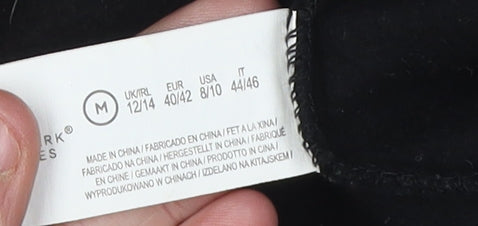 M
UK/IRL EUR USA IT
12/14 40/42 8/10 44/46
RK®
ES
MADE IN CHINA / FABRICADO EN CHINA / FET A LA XINA /
FABRICADO NA CHINA / HERGESTELLT IN CHINA / FABRIQUÉ
EN CHINE / GEMAAKT IN CHINA / PRODOTTO IN CINA /
WYPRODUKOWANO W CHINACH / IZDELANO NA KITAJSKEM /